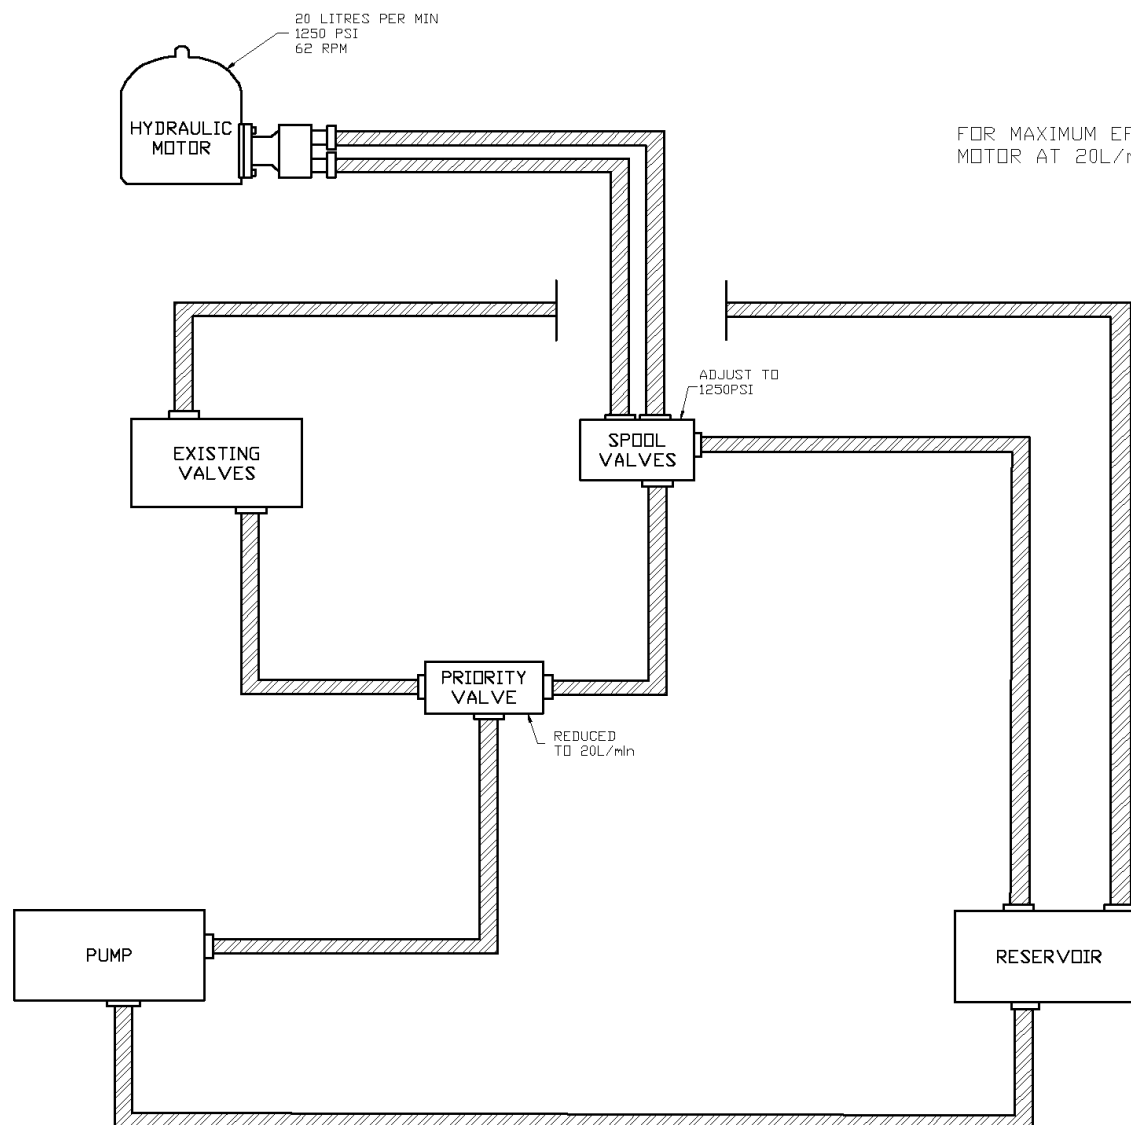 20 LITRES PER MIN
1250 PSI
62 RPM
HYDRAULIC
MOTOR
FOR MAXIMUM
MOTOR AT
ADJUST TO
1250PSI
EXISTING
VALVES
SPOOL
VALVES
PRIORITY
VALVE
REDUCED
TO 20L/min
PUMP
RESERVOIR